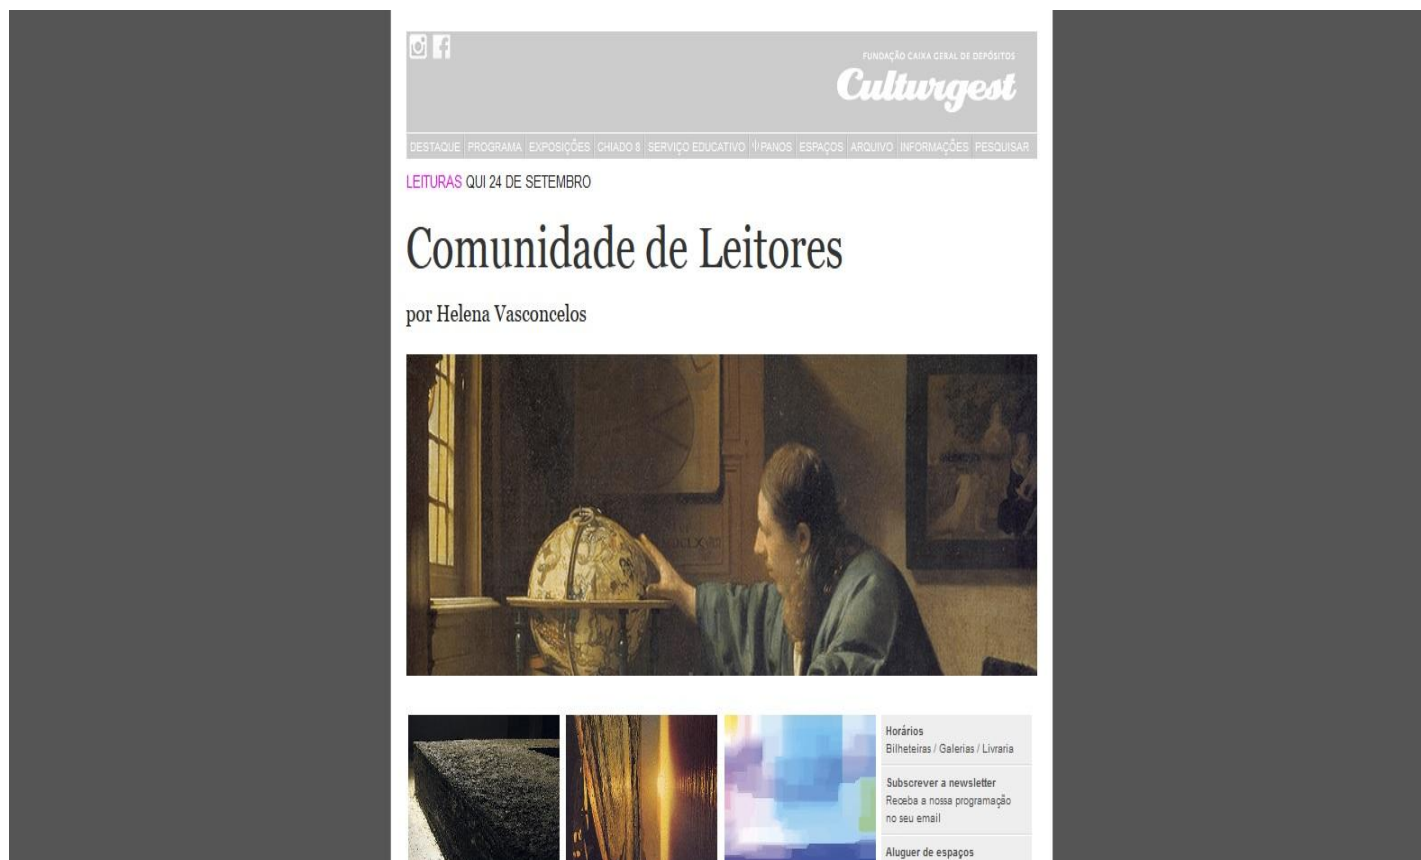 FUNDAÇÃO CAIXA GERAL DE DEPÓSITOS
Culturgest
DESTAQUE PROGRAMA EXPOSIÇÕES CHIADO 8 SERVIÇO EDUCATIVO PANOS ESPAÇOS ARQUIVO INFORMAÇÕES PESQUISAR
LEITURAS QUI 24 DE SETEMBRO
Comunidade de Leitores
por Helena Vasconcelos
Horários
Bilheteiras / Galerias / Livraria
Subscrever a newsletter
Receba a nossa programação
no seu email
Aluguer de espaços